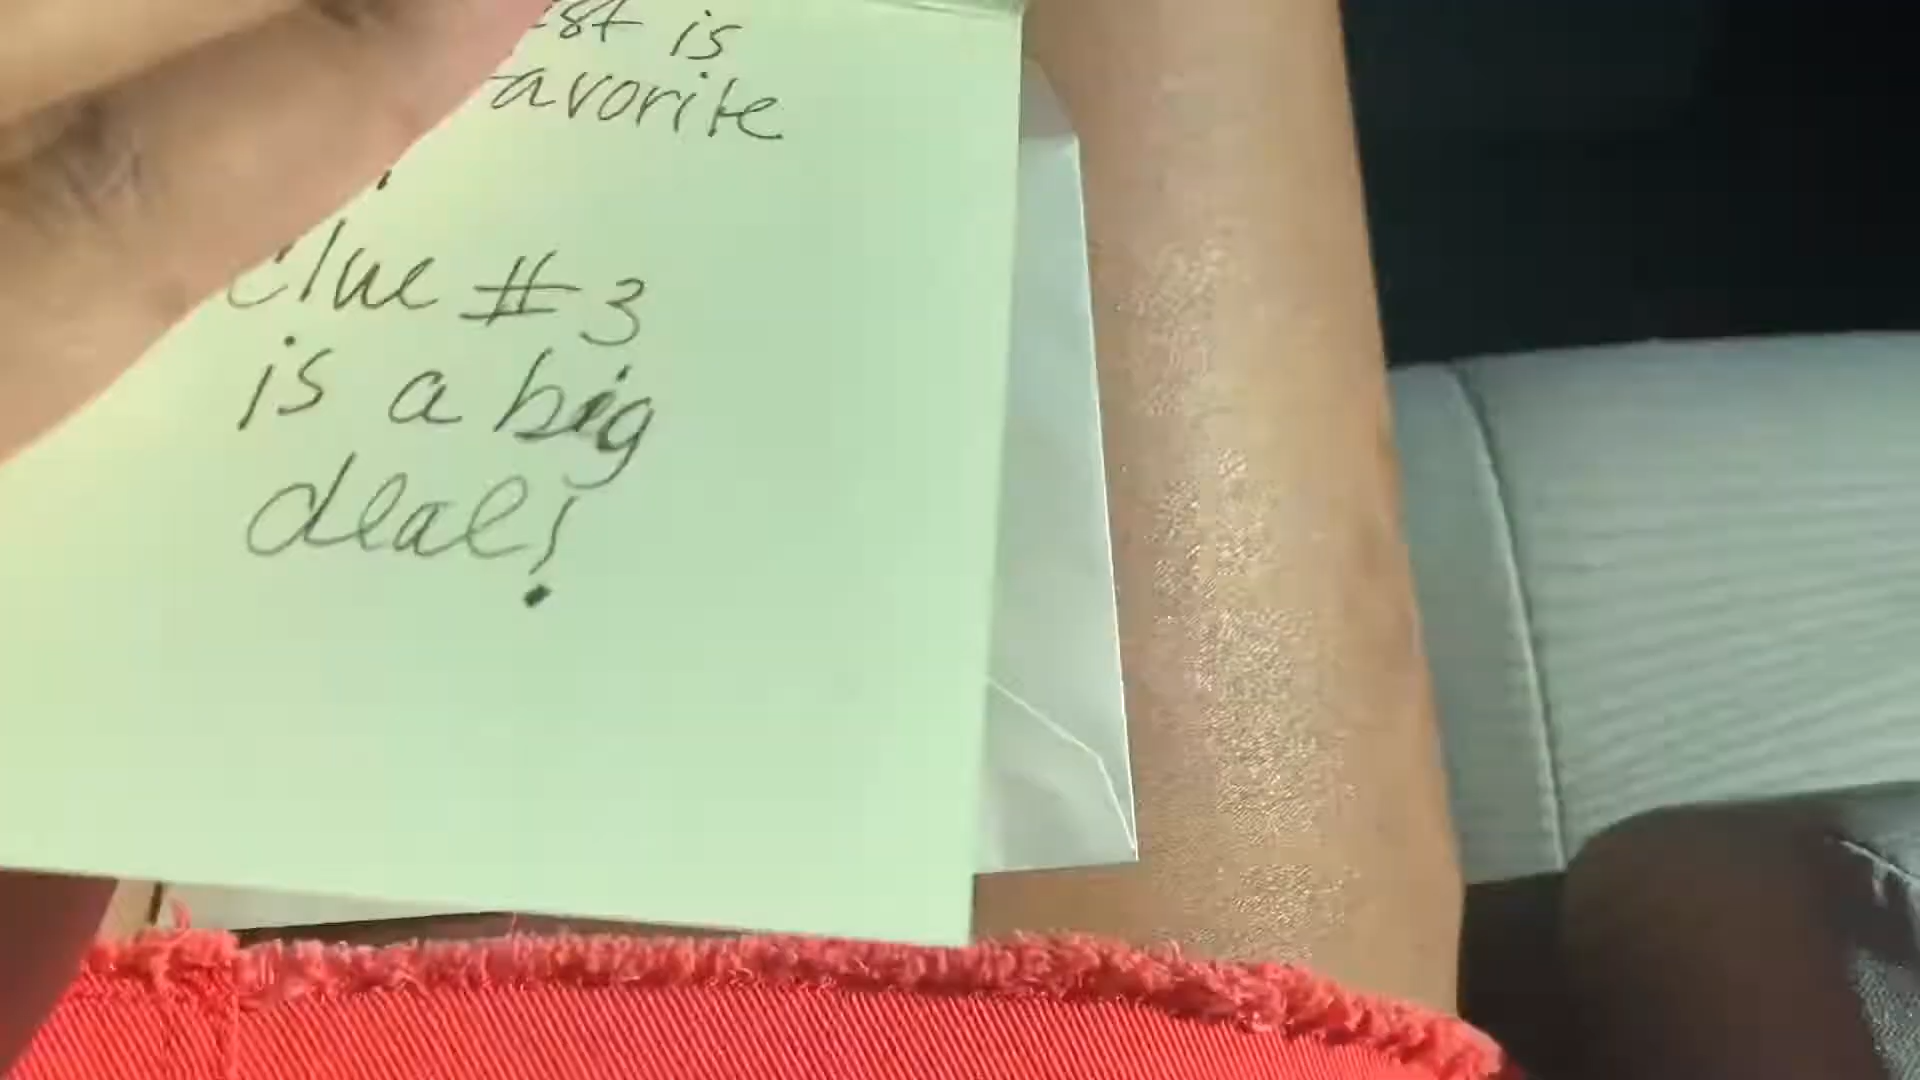 is
avorite
clue #3
is a big
deal!